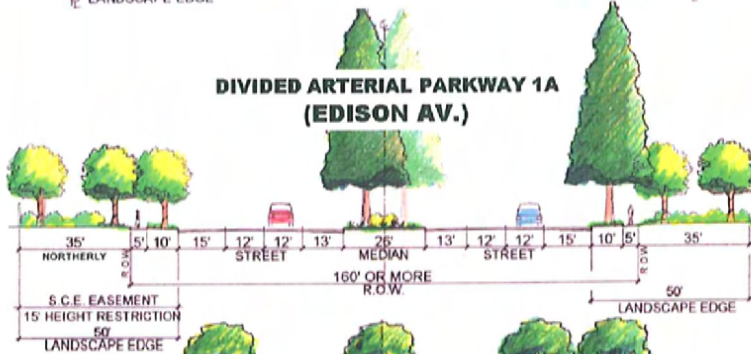 LANDSCAPE EDGE
DIVIDED ARTERIAL PARKWAY 1A
(EDISON AV.)
35' 5' 10' 15' 12' 12' 13' 26' 13' 12' 12' 15' 10' 5' 35'
NORTHERLY R.O.W. STREET MEDIAN STREET R.O.W.
160' OR MORE
R.O.W.
S.C.E. EASEMENT
15' HEIGHT RESTRICTION
50'
LANDSCAPE EDGE
50'
LANDSCAPE EDGE